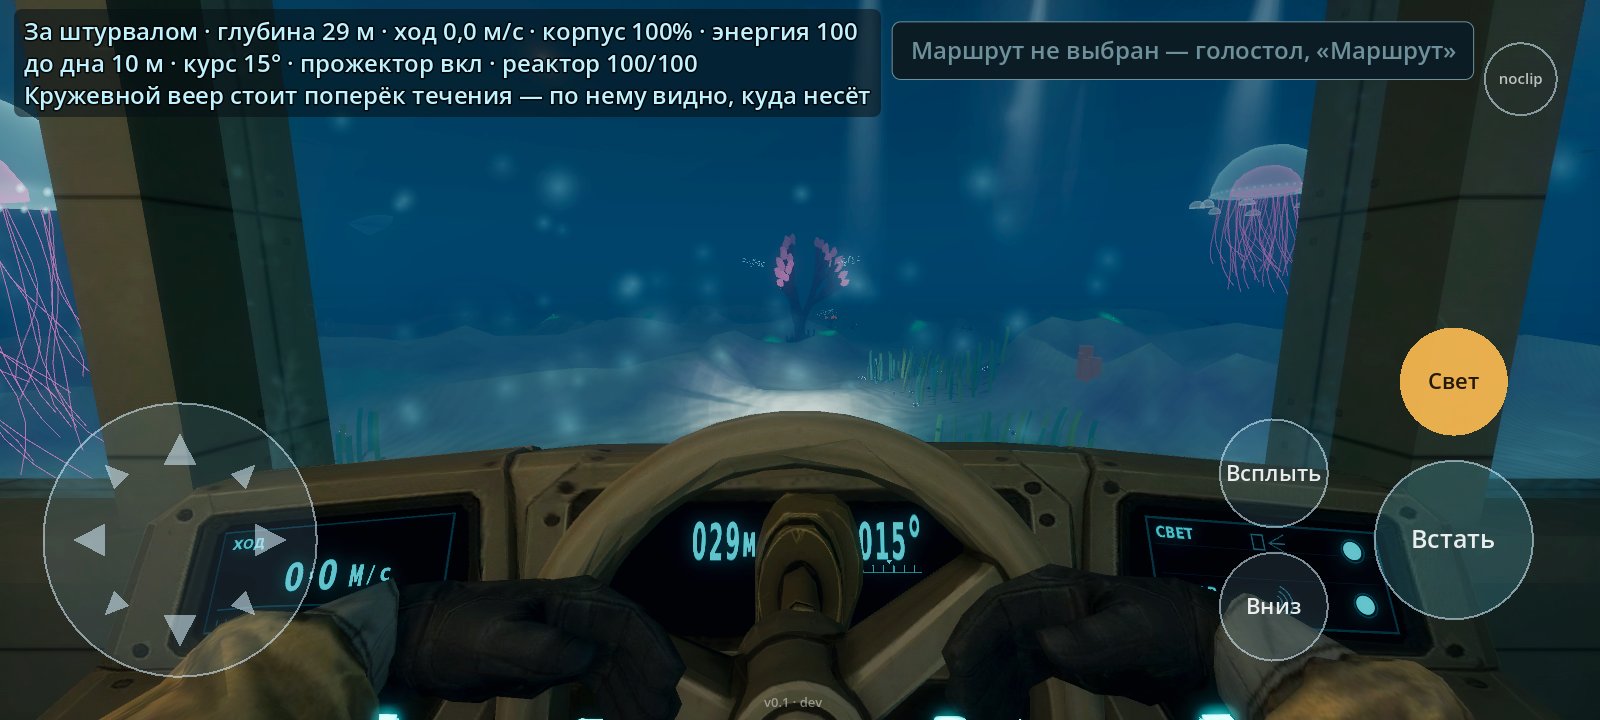 За штурвалом · глубина 29 м · ход 0,0 м/с · корпус 100% · энергия 100
до дна 10 м · курс 15° · прожектор вкл · реактор 100/100
Кружевной веер стоит поперёк течения — по нему видно, куда несёт
Маршрут не выбран — голостол, «Маршрут»
noclip
Свет
Всплыть
Встать
Вниз
ХОД
0·0 М/с
029м
015°
СВЕТ
v0.1 · dev